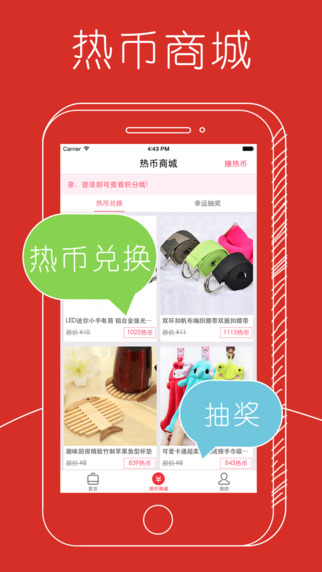 热币商城
Carrier 4:43 PM
热币商城
赚热币
亲、登录即可查看积分哦!
热币兑换 幸运抽奖
热币兑换
LED迷你小手电筒 铝合金强光… 双环扣帆布编织腰带双圈扣腰带
原价 ¥10 1025热币 原价 ¥11 1115热币
抽奖
趣味厨房精致竹制苹果鱼型杯垫 可爱卡通超柔…绒擦手巾吸…
原价 ¥8 839热币 原价 ¥8 843热币
首页 热币商城 我的